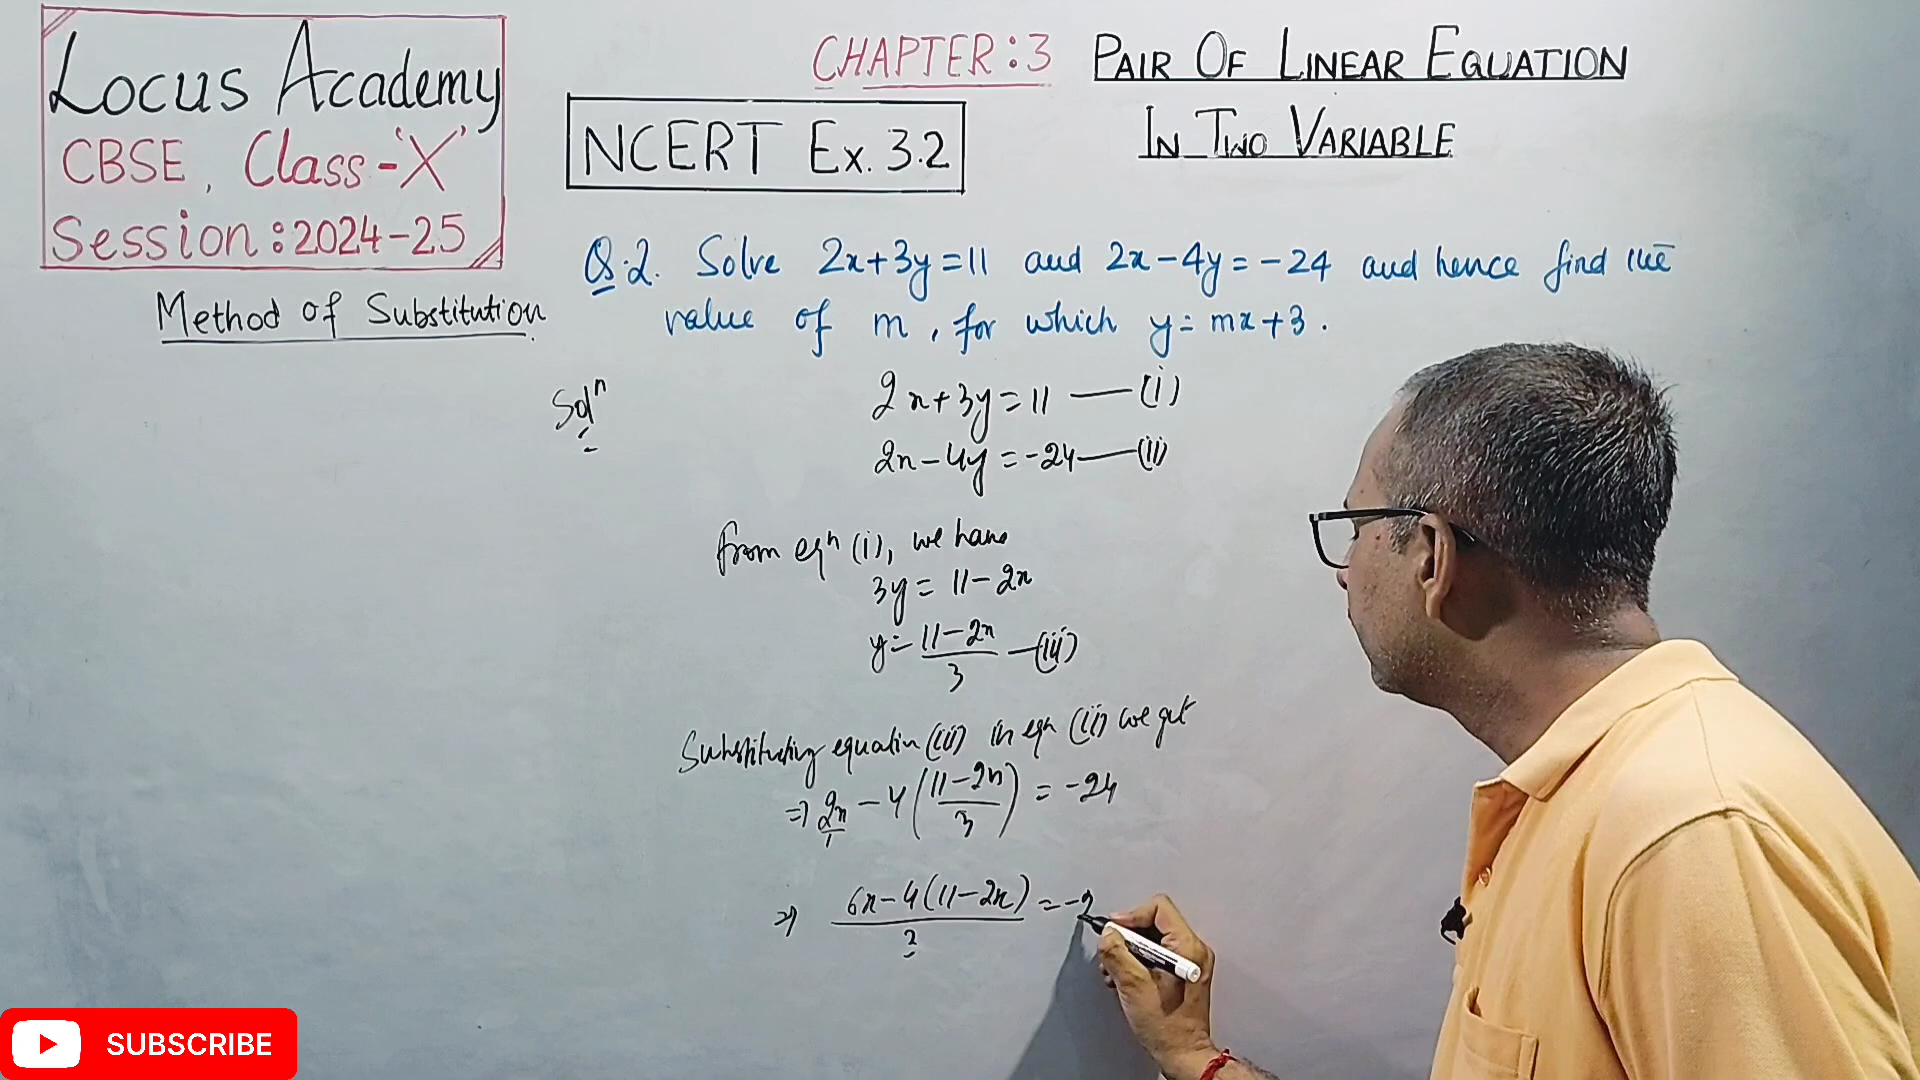 Locus Academy
CBSE, Class-'X'
Session:2024-25
CHAPTER:3 PAIR OF LINEAR EQUATION
IN TWO VARIABLE
NCERT Ex. 3.2
Method of Substitution
Q.2. Solve 2x+3y=11 and 2x-4y=-24 and hence find the
value of m, for which y=mx+3.
Solⁿ
2x+3y=11 —(i)
2x-4y=-24—(ii)
from eqⁿ (i), we have
3y= 11-2x
y= 11-2x/3 —(iii)
Substituting equation (iii) in eqn (ii) we get
⇒ 2x/1 - 4(11-2x/3) = -24
⇒ 6x-4(11-2x)/3 = -2
SUBSCRIBE